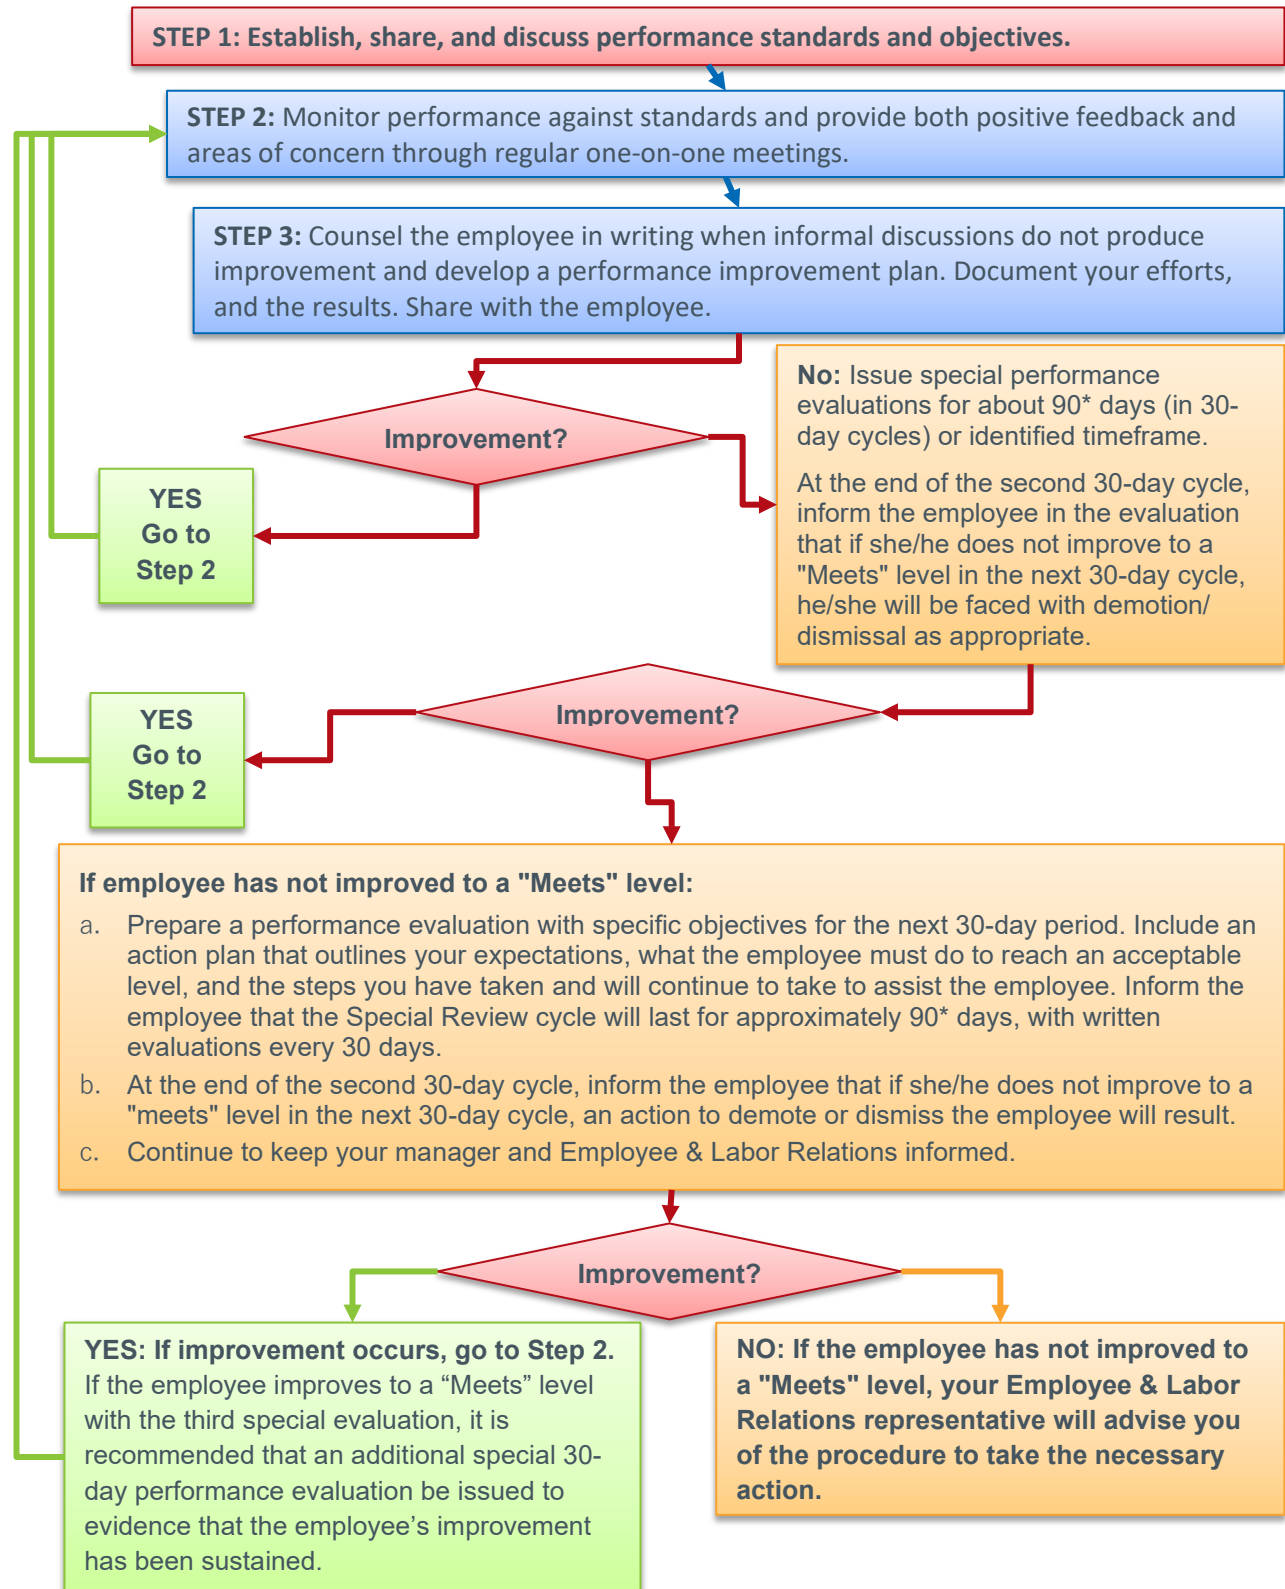 STEP 1: Establish, share, and discuss performance standards and objectives.
STEP 2: Monitor performance against standards and provide both positive feedback and
areas of concern through regular one-on-one meetings.
STEP 3: Counsel the employee in writing when informal discussions do not produce
improvement and develop a performance improvement plan. Document your efforts,
and the results. Share with the employee.
Improvement?
No: Issue special performance
evaluations for about 90* days (in 30-
day cycles) or identified timeframe.
At the end of the second 30-day cycle,
inform the employee in the evaluation
that if she/he does not improve to a
"Meets" level in the next 30-day cycle,
he/she will be faced with demotion/
dismissal as appropriate.
YES
Go to
Step 2
Improvement?
YES
Go to
Step 2
If employee has not improved to a "Meets" level:
a. Prepare a performance evaluation with specific objectives for the next 30-day period. Include an
action plan that outlines your expectations, what the employee must do to reach an acceptable
level, and the steps you have taken and will continue to take to assist the employee. Inform the
employee that the Special Review cycle will last for approximately 90* days, with written
evaluations every 30 days.
b. At the end of the second 30-day cycle, inform the employee that if she/he does not improve to a
"meets" level in the next 30-day cycle, an action to demote or dismiss the employee will result.
c. Continue to keep your manager and Employee & Labor Relations informed.
Improvement?
YES: If improvement occurs, go to Step 2.
If the employee improves to a “Meets” level
with the third special evaluation, it is
recommended that an additional special 30-
day performance evaluation be issued to
evidence that the employee’s improvement
has been sustained.
NO: If the employee has not improved to
a "Meets" level, your Employee & Labor
Relations representative will advise you
of the procedure to take the necessary
action.